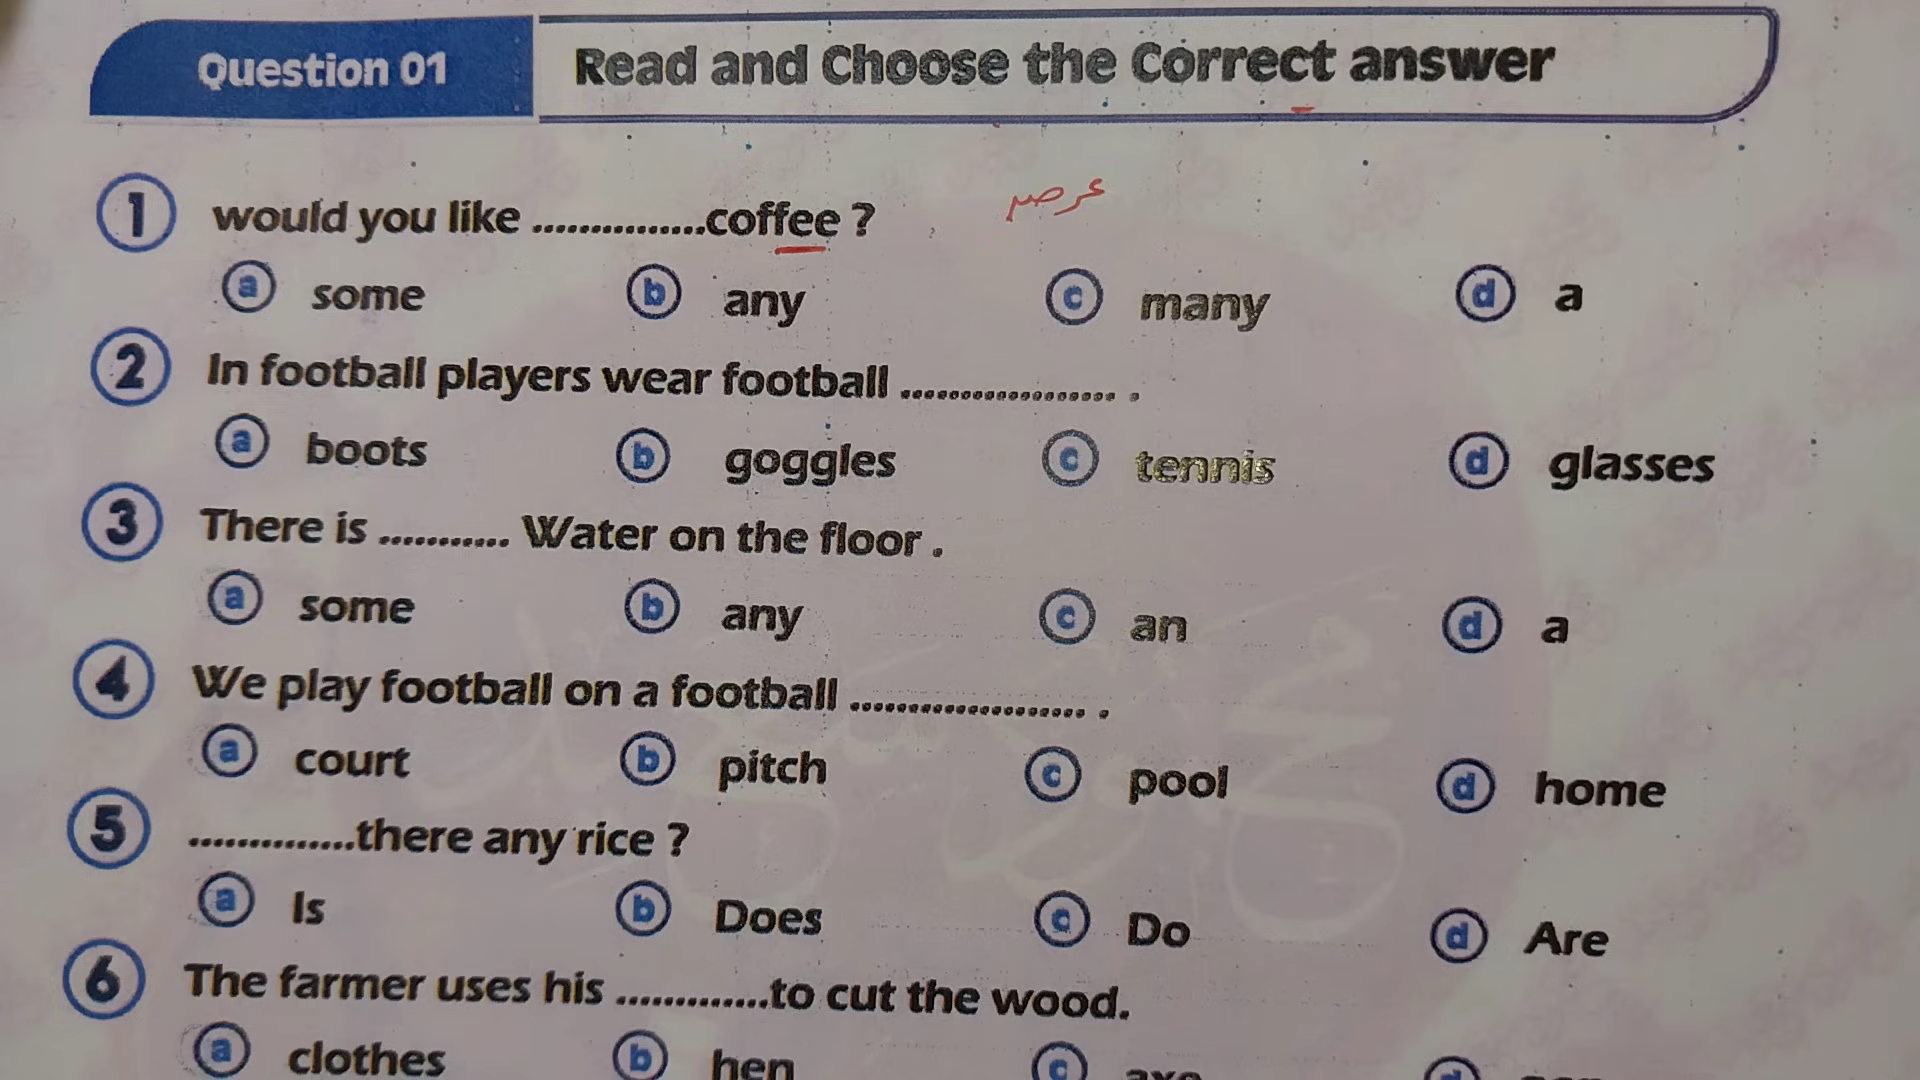 Question 01 Read and Choose the Correct answer
1 would you like ...............coffee ?
عرض
a some b any c many d a
2 In football players wear football .................. .
a boots b goggles c tennis d glasses
3 There is ........... Water on the floor .
a some b any c an d a
4 We play football on a football .................... .
a court b pitch c pool d home
5 ..............there any rice ?
a Is b Does c Do d Are
6 The farmer uses his .............to cut the wood.
a clothes b hen c axe d